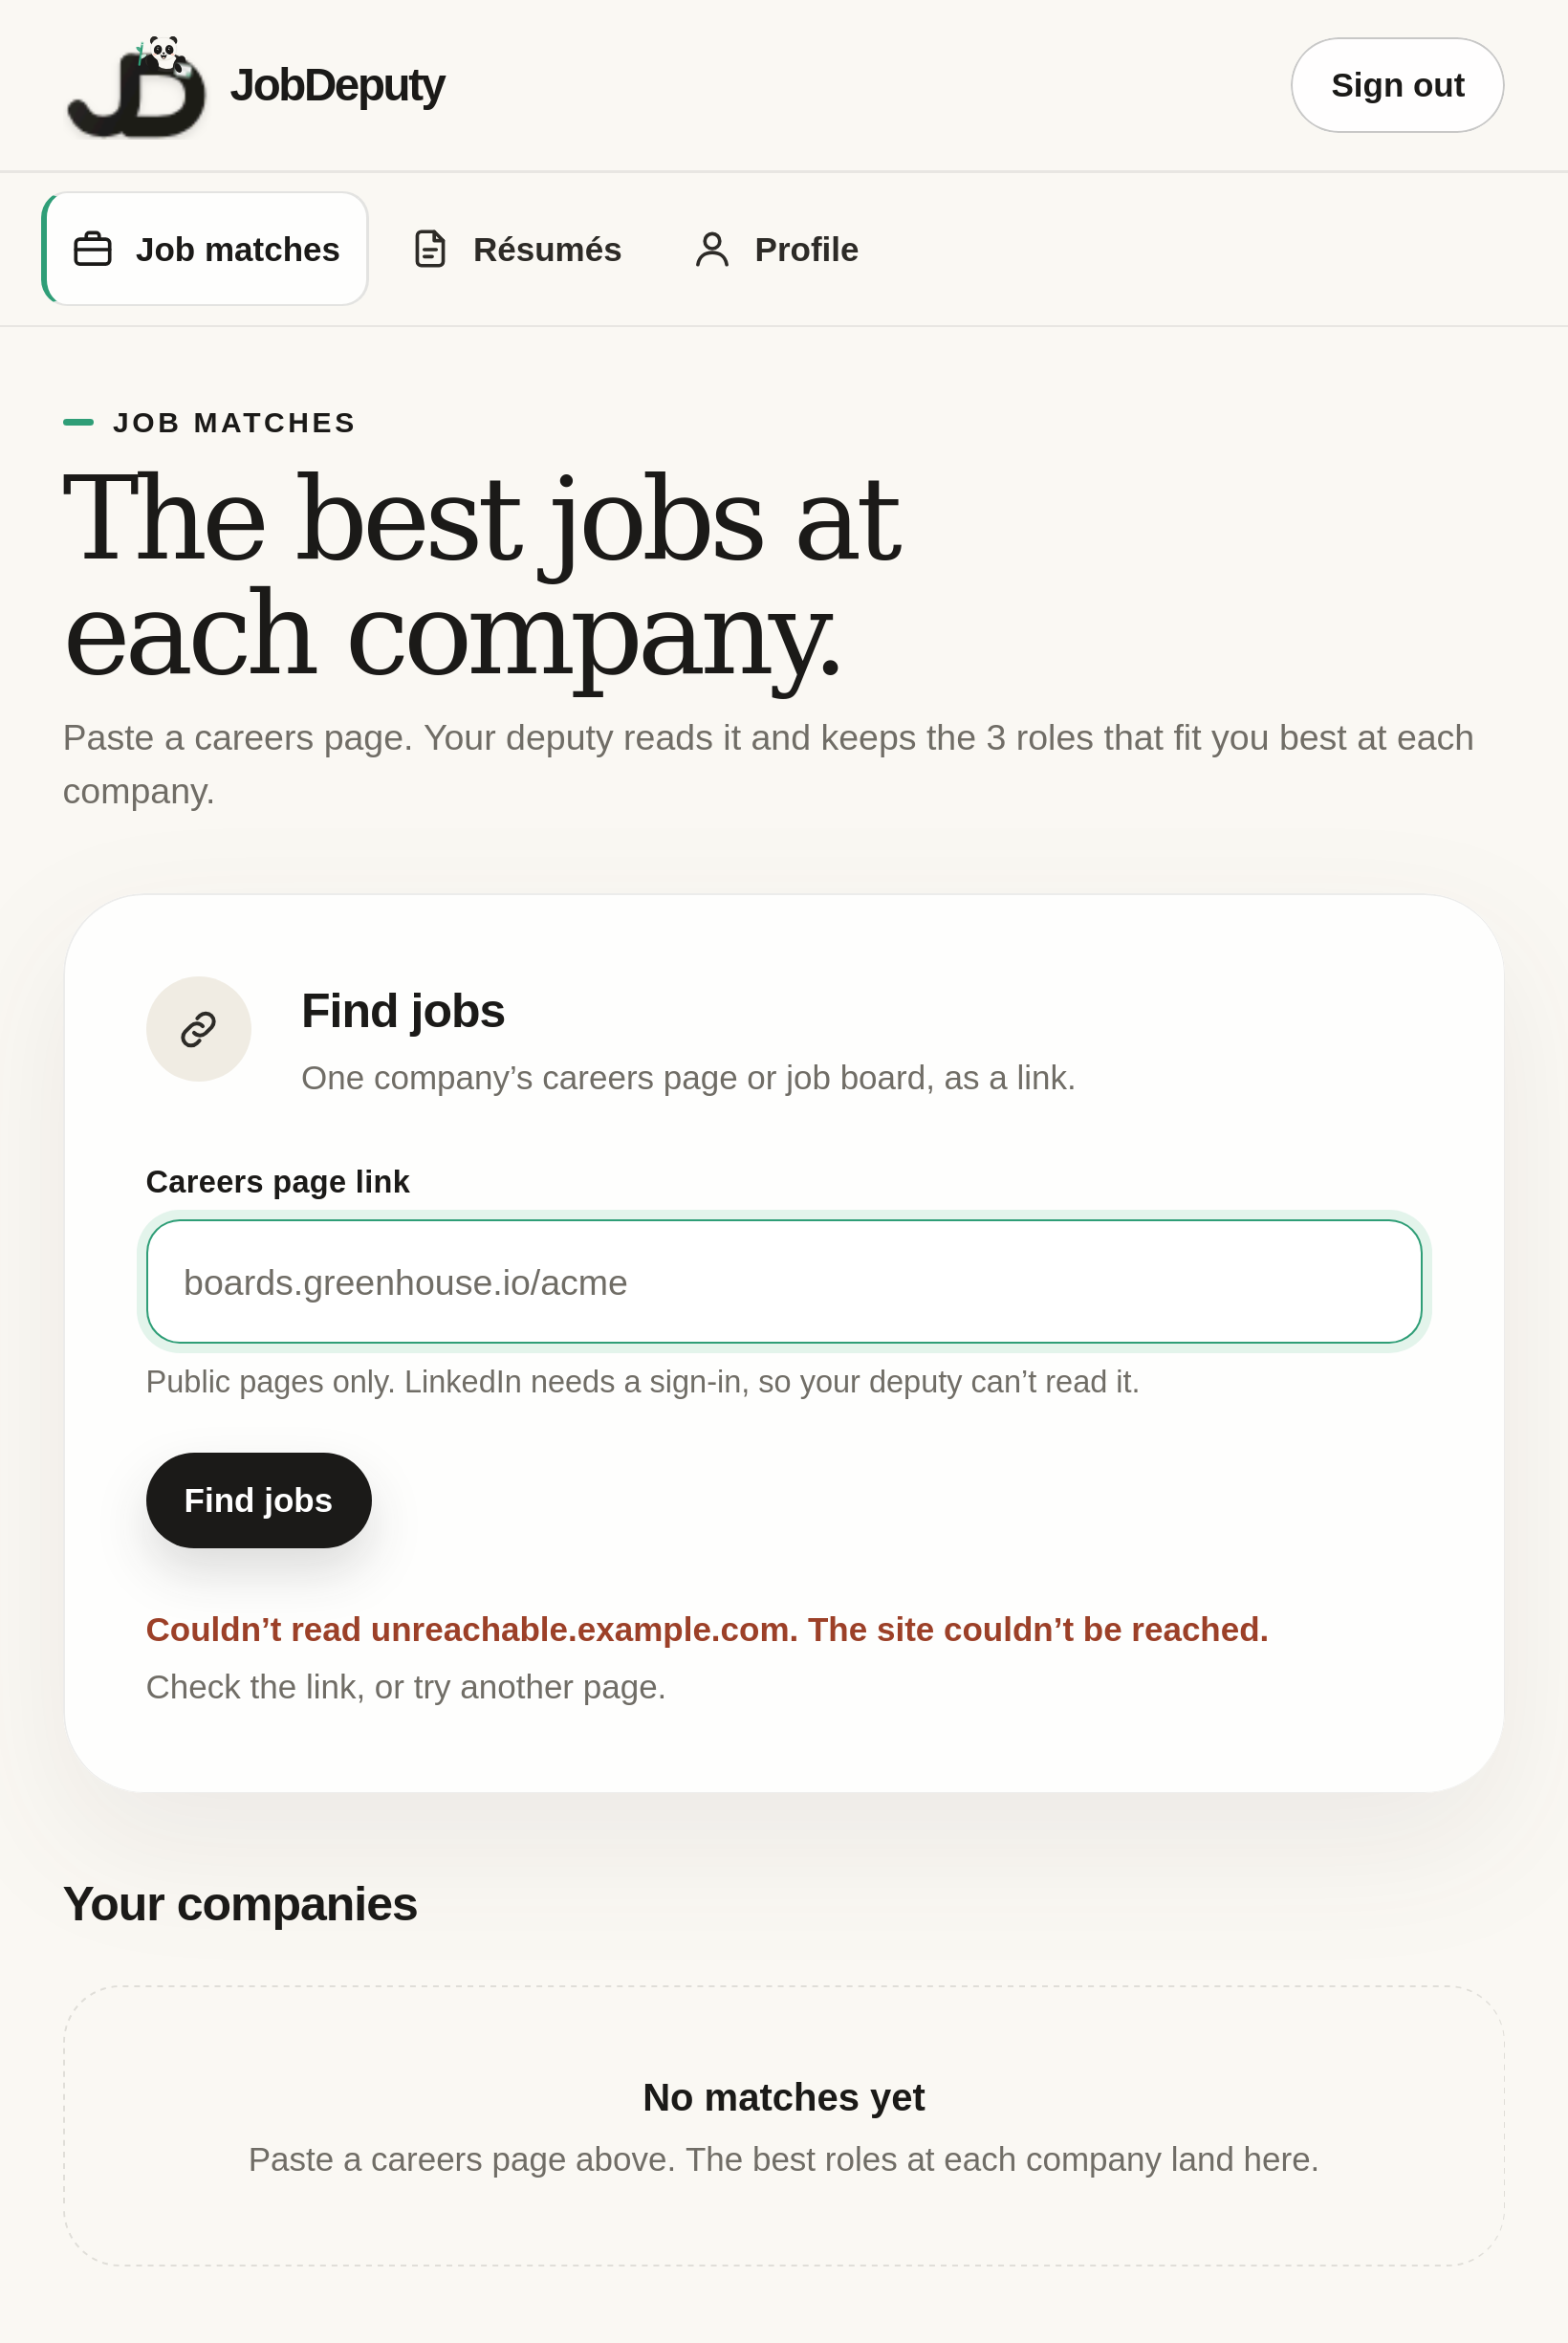 JD JobDeputy
Sign out
Job matches
Résumés
Profile
JOB MATCHES
The best jobs at
each company.
Paste a careers page. Your deputy reads it and keeps the 3 roles that fit you best at each
company.
Find jobs
One company’s careers page or job board, as a link.
Careers page link
boards.greenhouse.io/acme
Public pages only. LinkedIn needs a sign-in, so your deputy can’t read it.
Find jobs
Couldn’t read unreachable.example.com. The site couldn’t be reached.
Check the link, or try another page.
Your companies
No matches yet
Paste a careers page above. The best roles at each company land here.